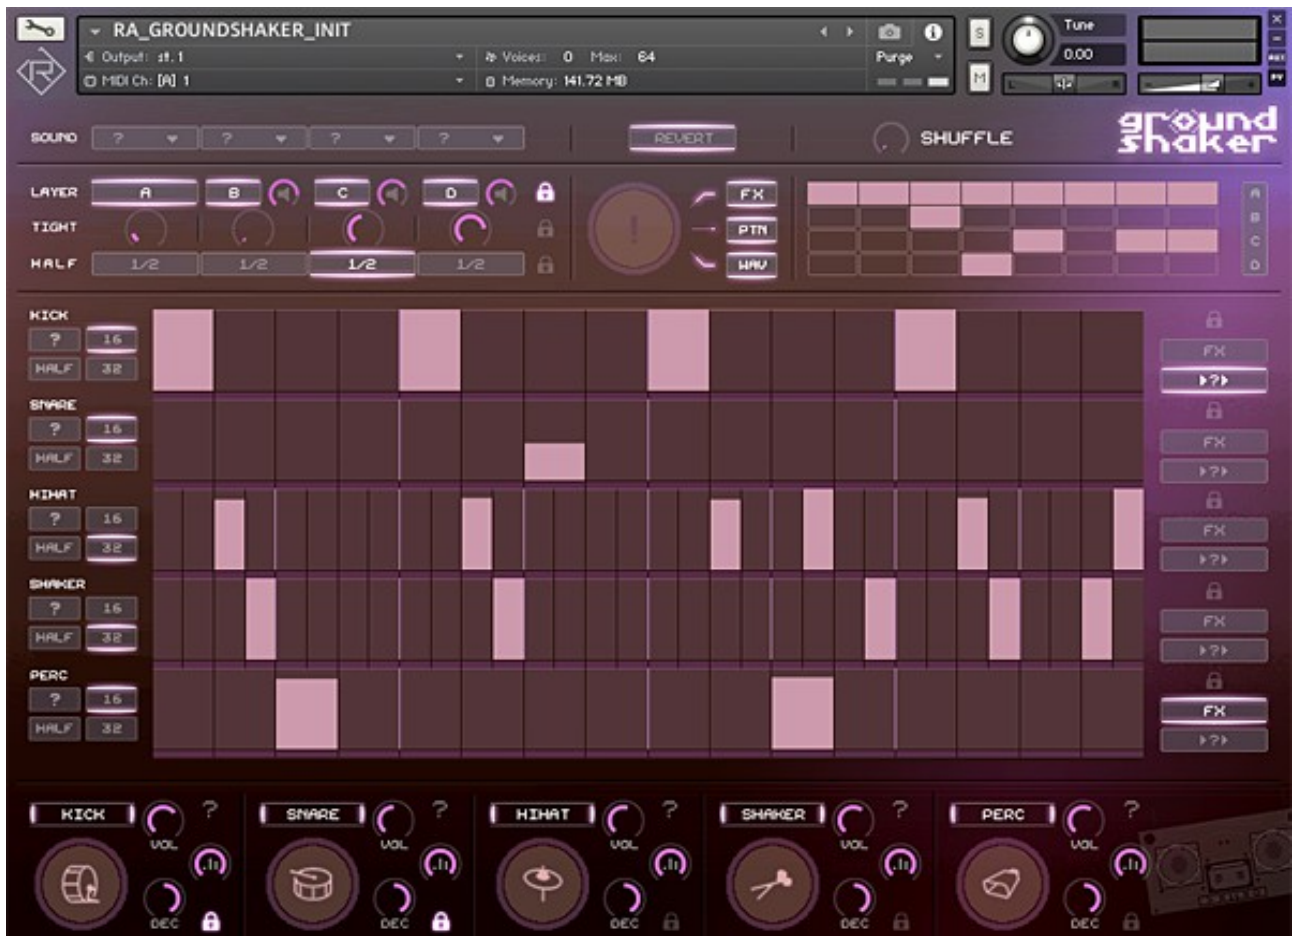 RA_GROUNDSHAKER_INIT
Output: st.1
Voices: 0 Max: 64
Purge
MIDI Ch: [A] 1
Memory: 141.72 MB
S
M
Tune
0.00
L R
×
-
AUX
PV
SOUND ? ? ? ? REVERT SHUFFLE
ground
shaker
LAYER A B C D FX A
TIGHT ! PTN B
C
HALF 1/2 1/2 1/2 1/2 WAV D
KICK
? 16 FX
HALF 32 ?
SNARE
? 16 FX
HALF 32 ?
HIHAT
? 16 FX
HALF 32 ?
SHAKER
? 16 FX
HALF 32 ?
PERC
? 16 FX
HALF 32 ?
KICK ? SNARE ? HIHAT ? SHAKER ? PERC ?
VOL VOL VOL VOL VOL
DEC DEC DEC DEC DEC